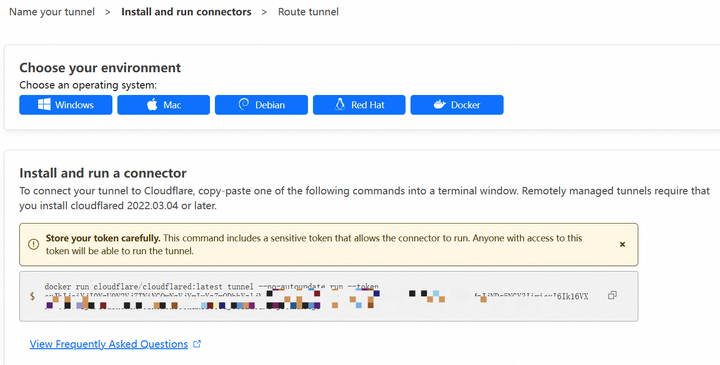 Name your tunnel > Install and run connectors > Route tunnel
Choose your environment
Choose an operating system:
Windows Mac Debian Red Hat Docker
Install and run a connector
To connect your tunnel to Cloudflare, copy-paste one of the following commands into a terminal window. Remotely managed tunnels require that
you install cloudflared 2022.03.04 or later.
Store your token carefully. This command includes a sensitive token that allows the connector to run. Anyone with access to this
token will be able to run the tunnel.
$ docker run cloudflare/cloudflared:latest tunnel --no-autoupdate run --token
View Frequently Asked Questions